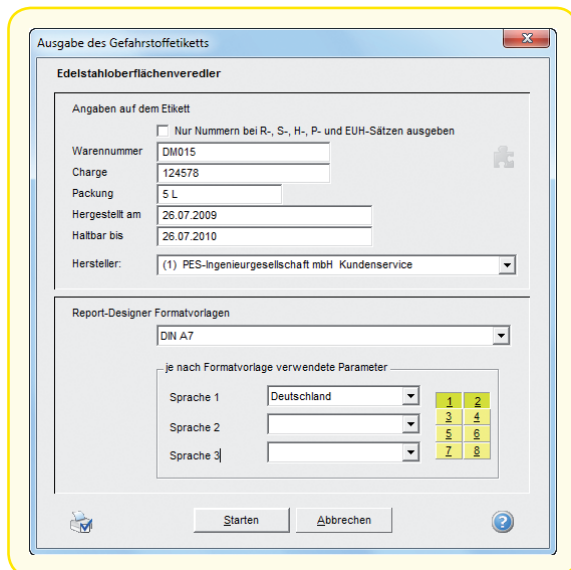 Ausgabe des Gefahrstoffetiketts
Edelstahloberflächenveredler
Angaben auf dem Etikett
Nur Nummern bei R-, S-, H-, P- und EUH-Sätzen ausgeben
Warennummer DM015
Charge 124578
Packung 5 L
Hergestellt am 26.07.2009
Haltbar bis 26.07.2010
Hersteller: (1) PES-Ingenieurgesellschaft mbH Kundenservice
Report-Designer Formatvorlagen
DIN A7
je nach Formatvorlage verwendete Parameter
Sprache 1 Deutschland 1 2
3 4
Sprache 2 5 6
Sprache 3 7 8
Starten Abbrechen ?